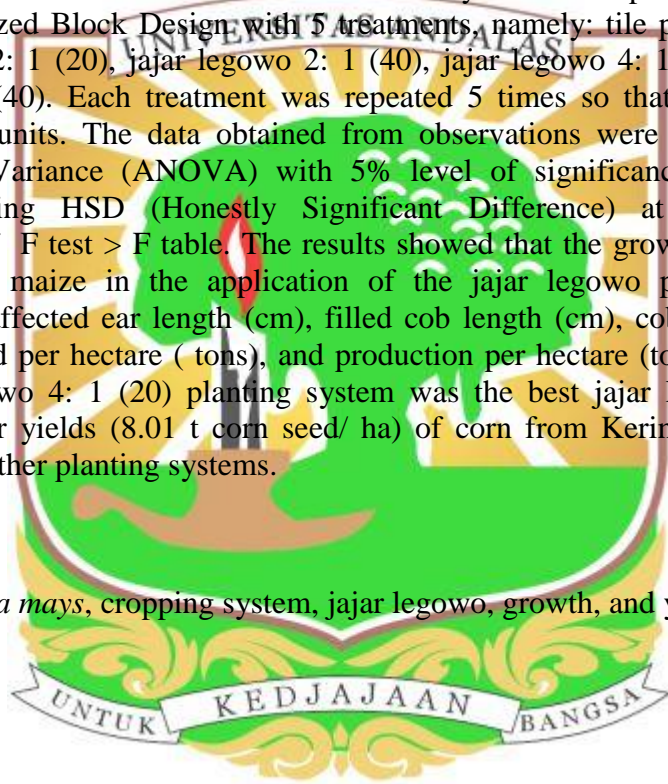 zed Block Design with 5 treatments, namely: tile p
UNIVERSITAS ANDALAS
2: 1 (20), jajar legowo 2: 1 (40), jajar legowo 4: 1
(40). Each treatment was repeated 5 times so that
units. The data obtained from observations were
Variance (ANOVA) with 5% level of significanc
ing HSD (Honestly Significant Difference) at
F test > F table. The results showed that the grow
maize in the application of the jajar legowo p
ffected ear length (cm), filled cob length (cm), cob
d per hectare ( tons), and production per hectare (to
wo 4: 1 (20) planting system was the best jajar
r yields (8.01 t corn seed/ ha) of corn from Kerin
ther planting systems.
a mays, cropping system, jajar legowo, growth, and y
UNTUK KEDJAJAAN BANGSA